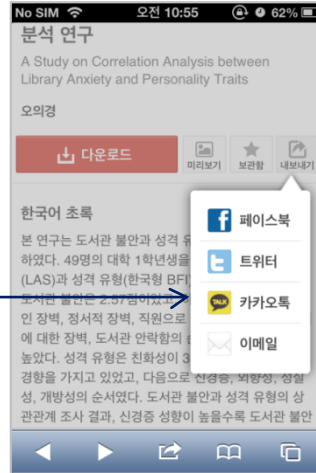 No SIM 오전 10:55 62%
분석 연구
A Study on Correlation Analysis between
Library Anxiety and Personality Traits
오의경
다운로드
미리보기 보관함 내보내기
페이스북
트위터
TALK 카카오톡
이메일
한국어 초록
본 연구는 도서관 불안과 성격 유
하였다. 49명의 대학 1학년생을
(LAS)과 성격 유형(한국형 BFI)
도서관 불안은 2.57점이었고
인 장벽, 정서적 장벽, 직원으로
에 대한 장벽, 도서관 안락함의
높았다. 성격 유형은 친화성이 3
경향을 가지고 있었고, 다음으로 신경증, 외향성, 성실
성, 개방성의 순서였다. 도서관 불안과 성격 유형의 상
관관계 조사 결과, 신경증 성향이 높을수록 도서관 불안